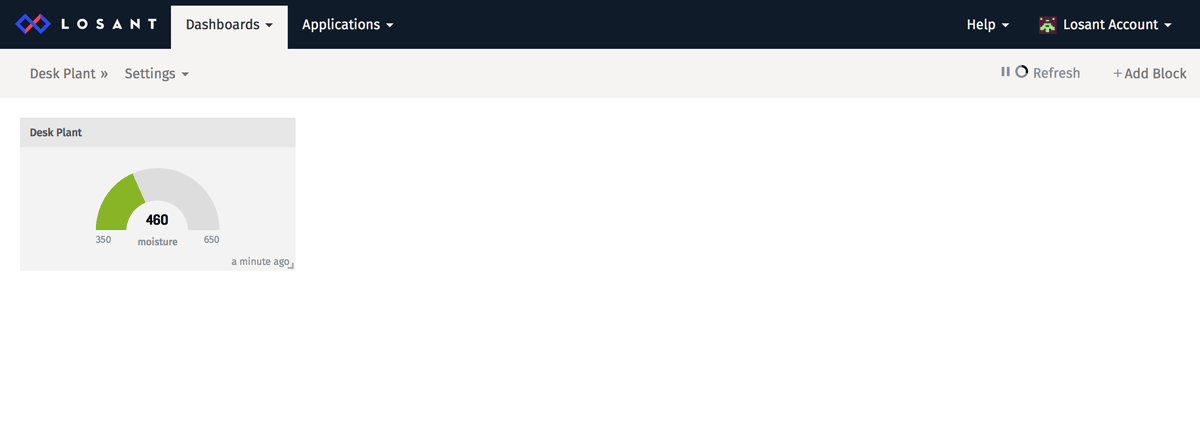 LOSANT Dashboards Applications Help Losant Account
Desk Plant » Settings Refresh + Add Block
Desk Plant
460
350 moisture 650
a minute ago